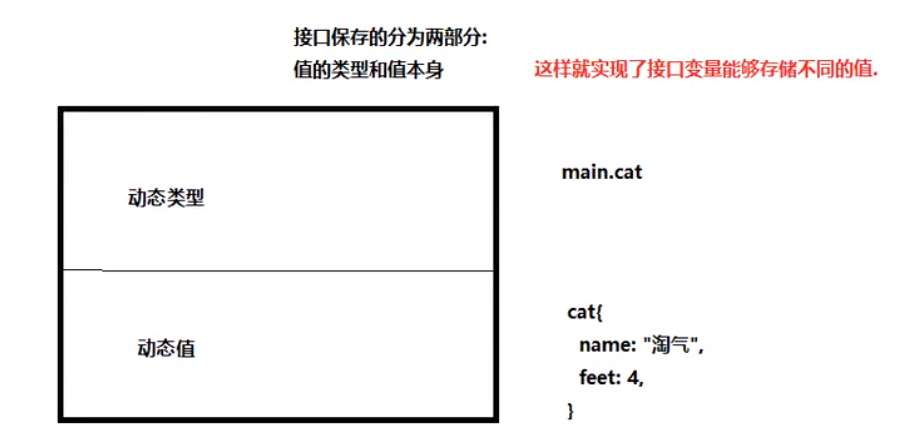 接口保存的分为两部分:
值的类型和值本身
这样就实现了接口变量能够存储不同的值.
动态类型
main.cat
动态值
cat{
name: "淘气",
feet: 4,
}